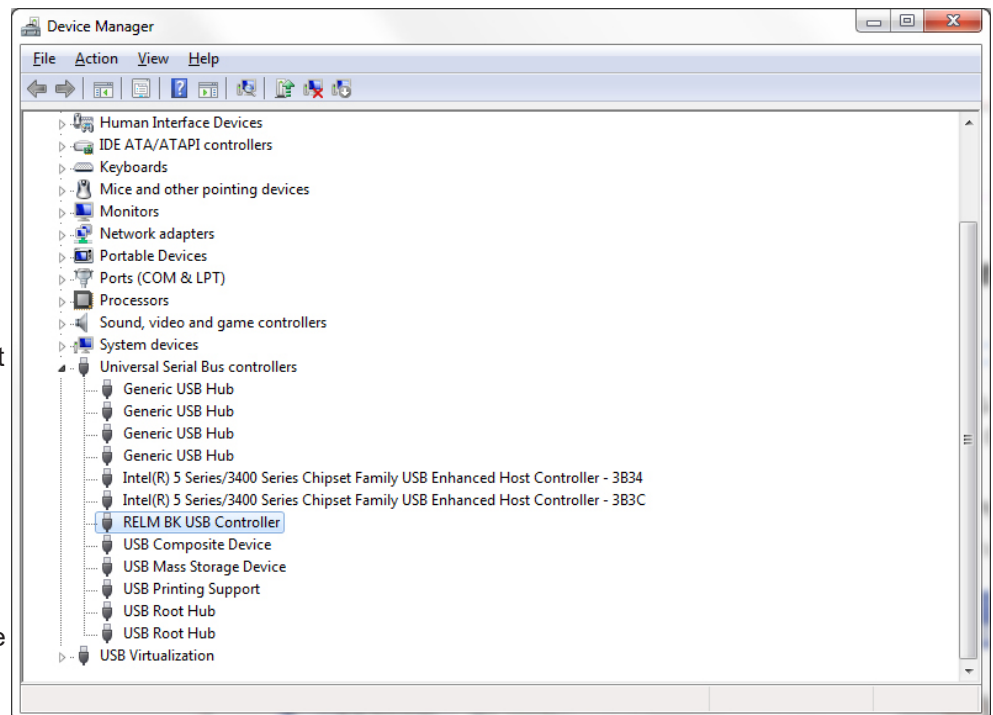 Device Manager
File Action View Help
Human Interface Devices
IDE ATA/ATAPI controllers
Keyboards
Mice and other pointing devices
Monitors
Network adapters
Portable Devices
Ports (COM & LPT)
Processors
Sound, video and game controllers
System devices
t
Universal Serial Bus controllers
Generic USB Hub
Generic USB Hub
Generic USB Hub
Generic USB Hub
Intel(R) 5 Series/3400 Series Chipset Family USB Enhanced Host Controller - 3B34
Intel(R) 5 Series/3400 Series Chipset Family USB Enhanced Host Controller - 3B3C
RELM BK USB Controller
USB Composite Device
USB Mass Storage Device
USB Printing Support
USB Root Hub
USB Root Hub
e
USB Virtualization